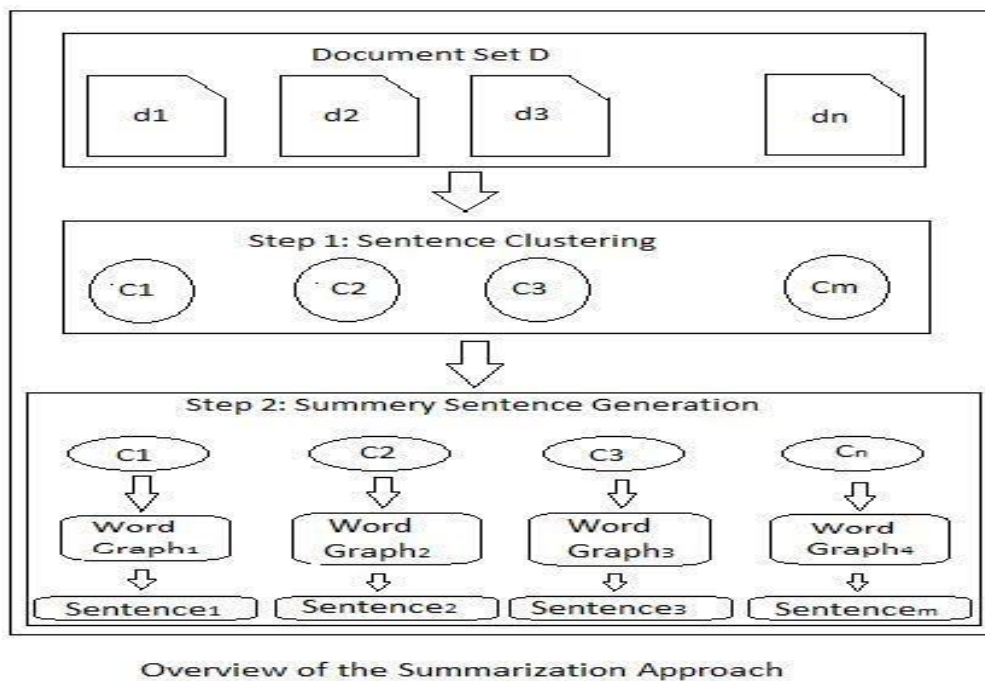 Document Set D
d1 d2 d3 dn
Step 1: Sentence Clustering
C1 C2 C3 Cm
Step 2: Summery Sentence Generation
C1 C2 C3 Cn
Word Word Word Word
Graph1 Graph2 Graph3 Graph4
Sentence1 Sentence2 Sentence3 Sentencem
Overview of the Summarization Approach